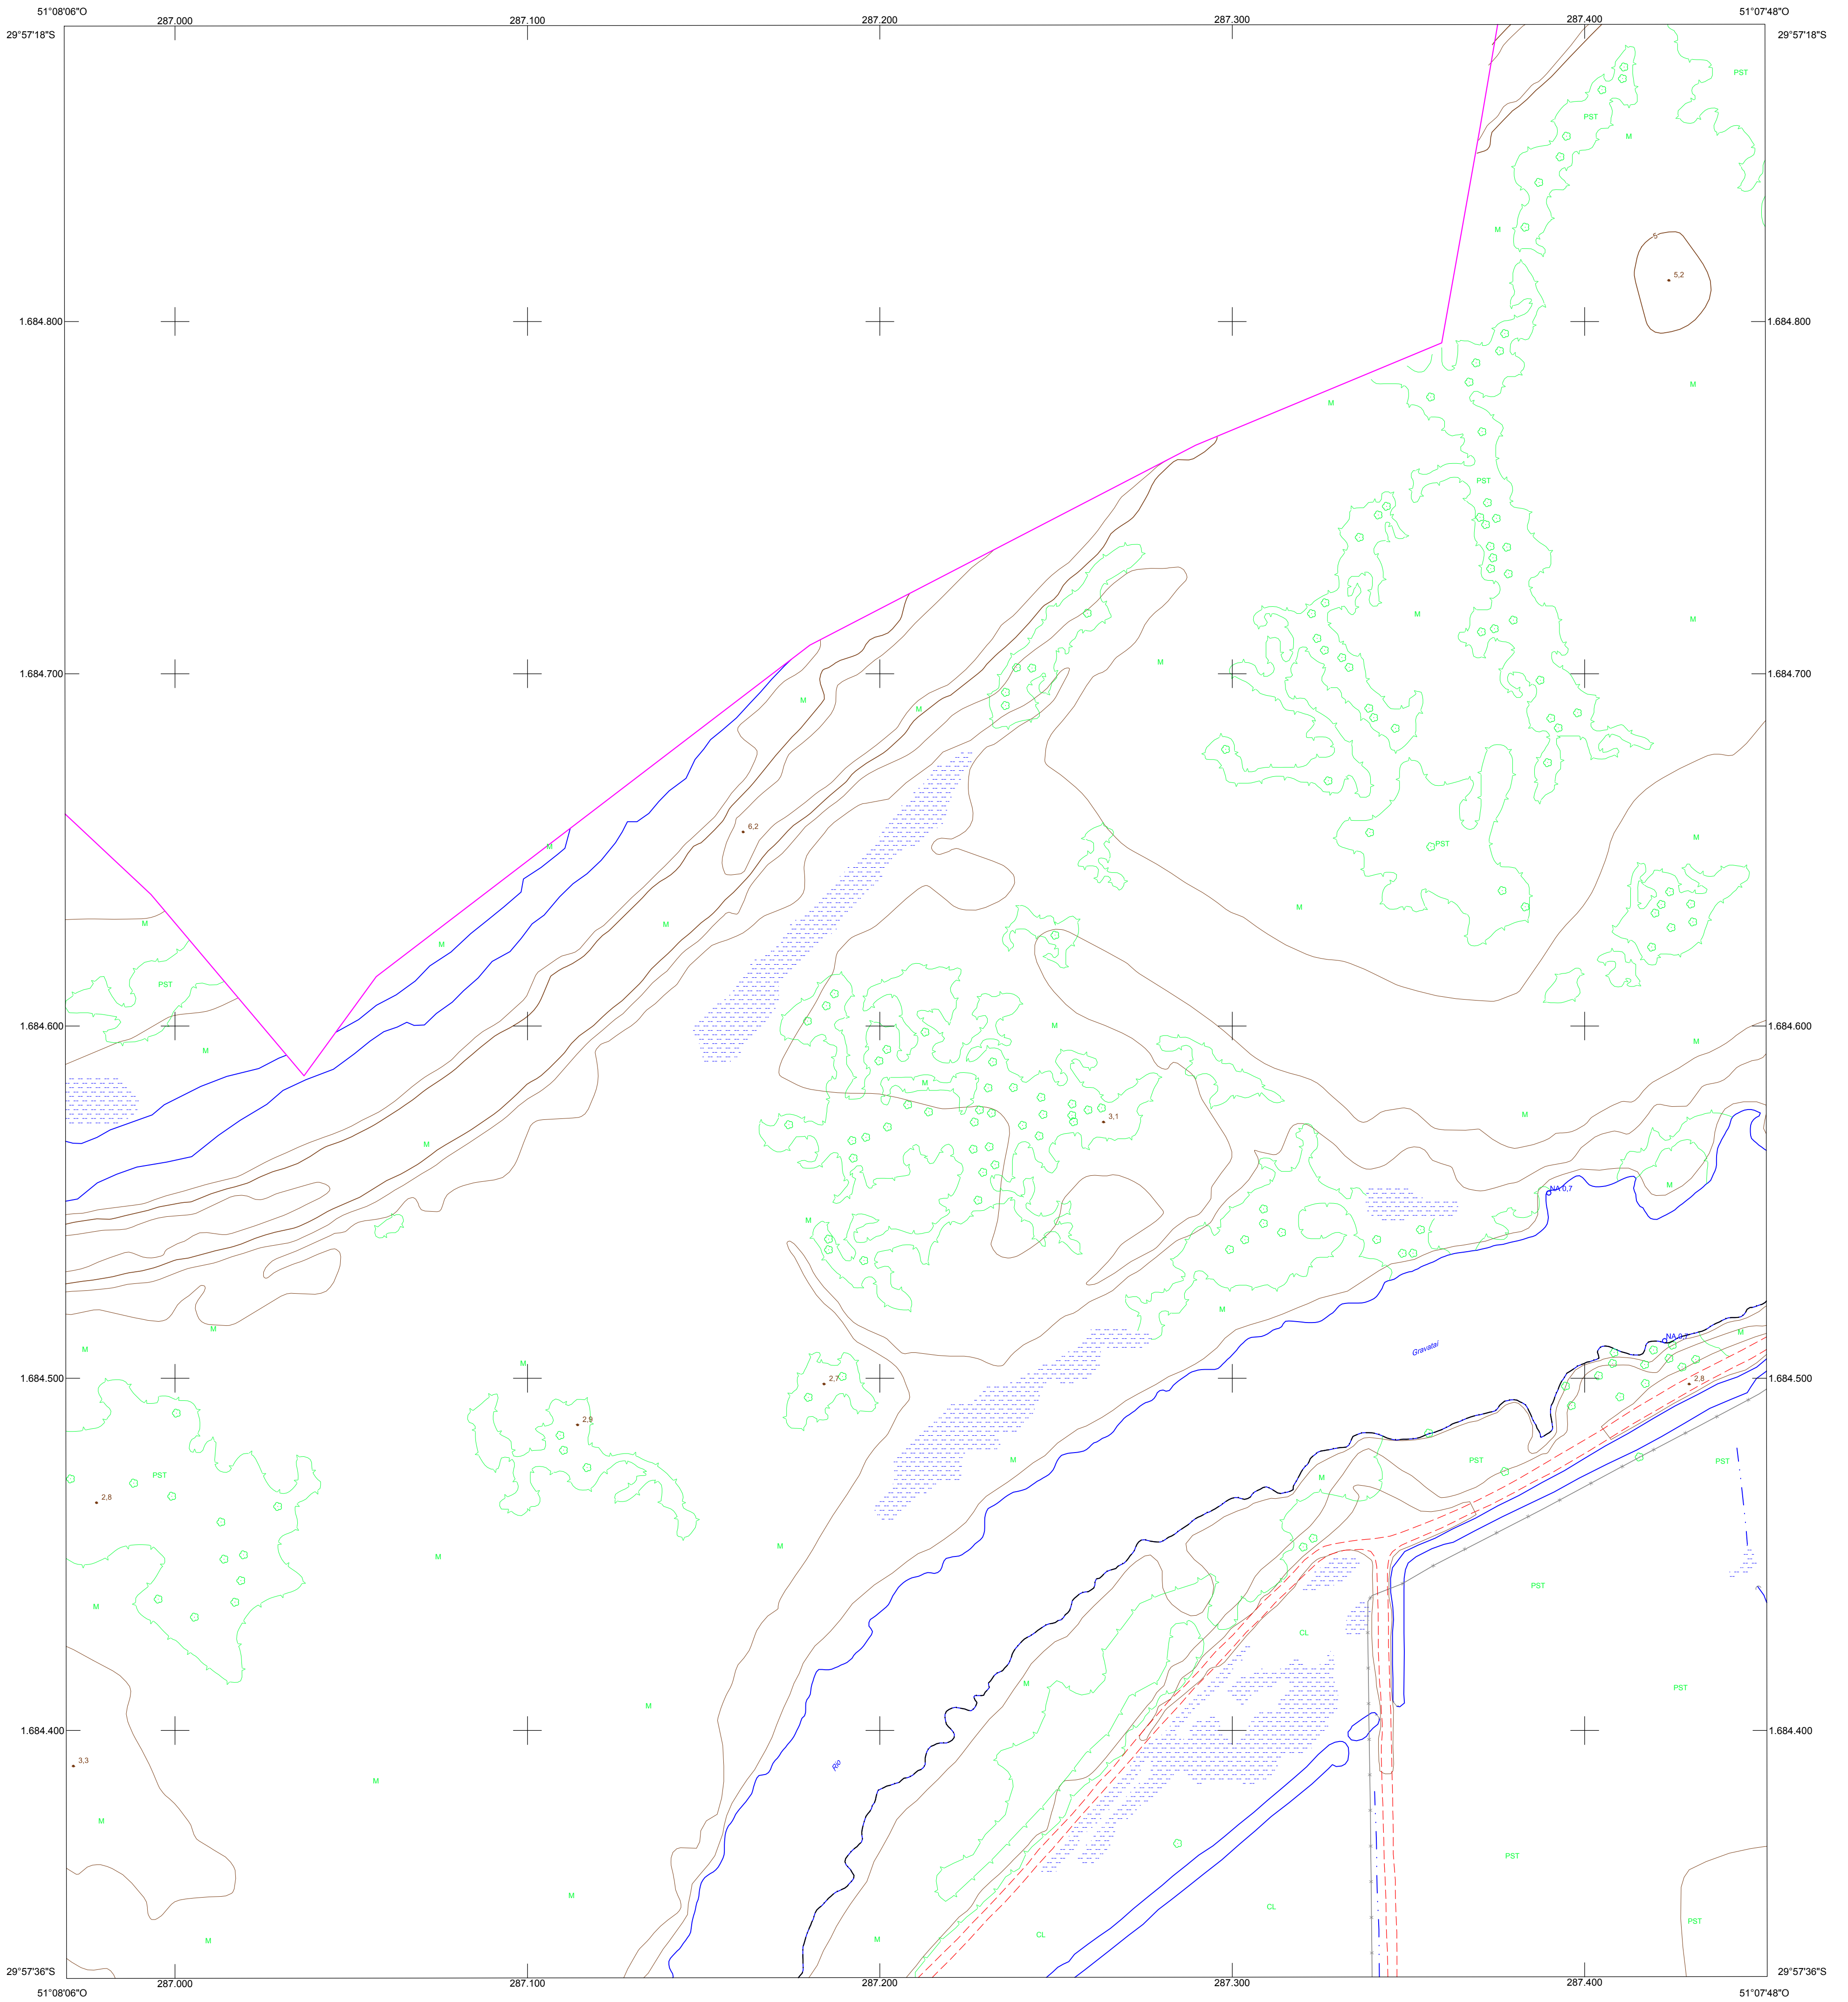 51°08'06"O 287.000 287.100 287.200 287.300 287.400 51°07'48"O
29°57'18"S 29°57'18"S
PST
PST
M
M
5
5,2
1.684.800 1.684.800
M
M
PST
M
M
M
1.684.700 1.684.700
M
M
6,2
M
PST
M
M
M
M
M
PST
1.684.600 M 1.684.600
M
M
M
3,1
M
M
M
NA 0,7
M
M
M
NA 0,7
M
M
Gravataí
M
1.684.500 2,7 2,8 1.684.500
2,9
M
PST
PST
PST
M
2,8
M
M
PST
M
CL
M
PST
M
1.684.400 1.684.400
3,3
Rio
M
M
PST
M
CL
PST
M
M
CL
29°57'36"S 29°57'36"S
51°08'06"O 287.000 287.100 287.200 287.300 287.400 51°07'48"O